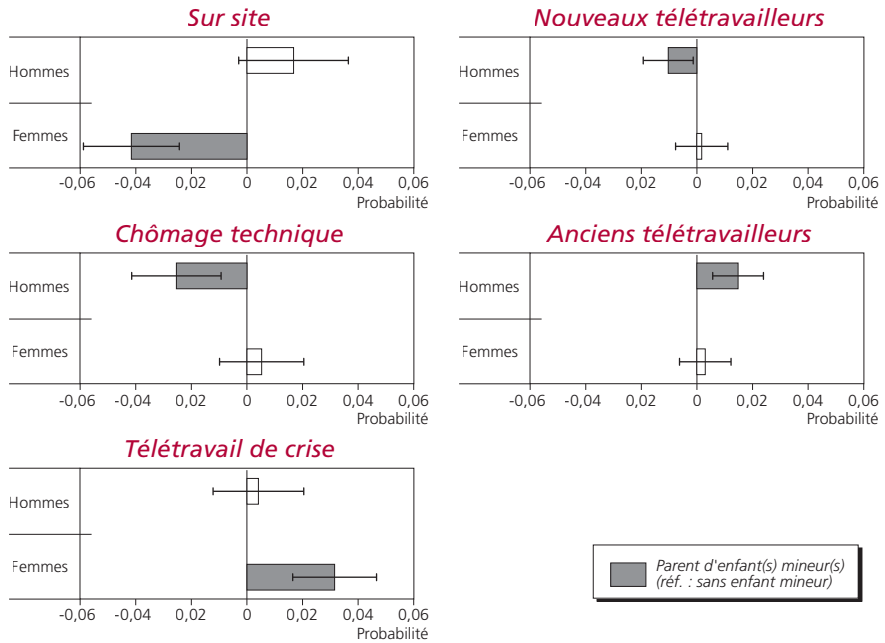 Sur site
Hommes
Femmes
-0,06 -0,04 -0,02 0 0,02 0,04 0,06
Probabilité
Nouveaux télétravailleurs
Hommes
Femmes
-0,06 -0,04 -0,02 0 0,02 0,04 0,06
Probabilité
Chômage technique
Hommes
Femmes
-0,06 -0,04 -0,02 0 0,02 0,04 0,06
Probabilité
Anciens télétravailleurs
Hommes
Femmes
-0,06 -0,04 -0,02 0 0,02 0,04 0,06
Probabilité
Télétravail de crise
Hommes
Femmes
-0,06 -0,04 -0,02 0 0,02 0,04 0,06
Probabilité
Parent d'enfant(s) mineur(s)
(réf. : sans enfant mineur)